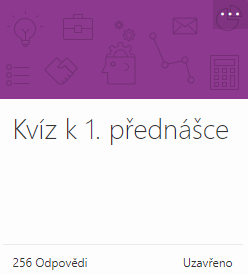 Kvíz k 1. přednášce
256 Odpovědi
Uzavřeno